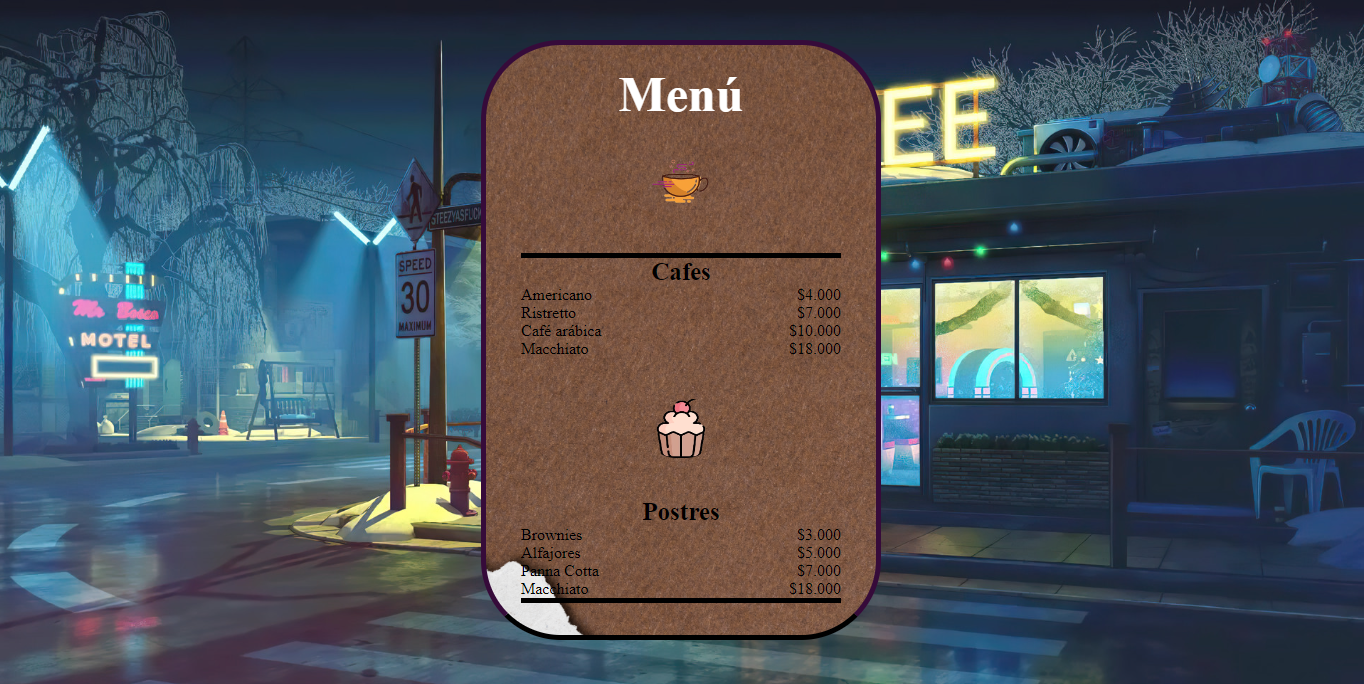 Menú
EE
STEEZYASFUCK
SPEED
30
MAXIMUM
MOTEL
Cafes
Americano $4.000
Ristretto $7.000
Café arábica $10.000
Macchiato $18.000
Postres
Brownies $3.000
Alfajores $5.000
Panna Cotta $7.000
Macchiato $18.000